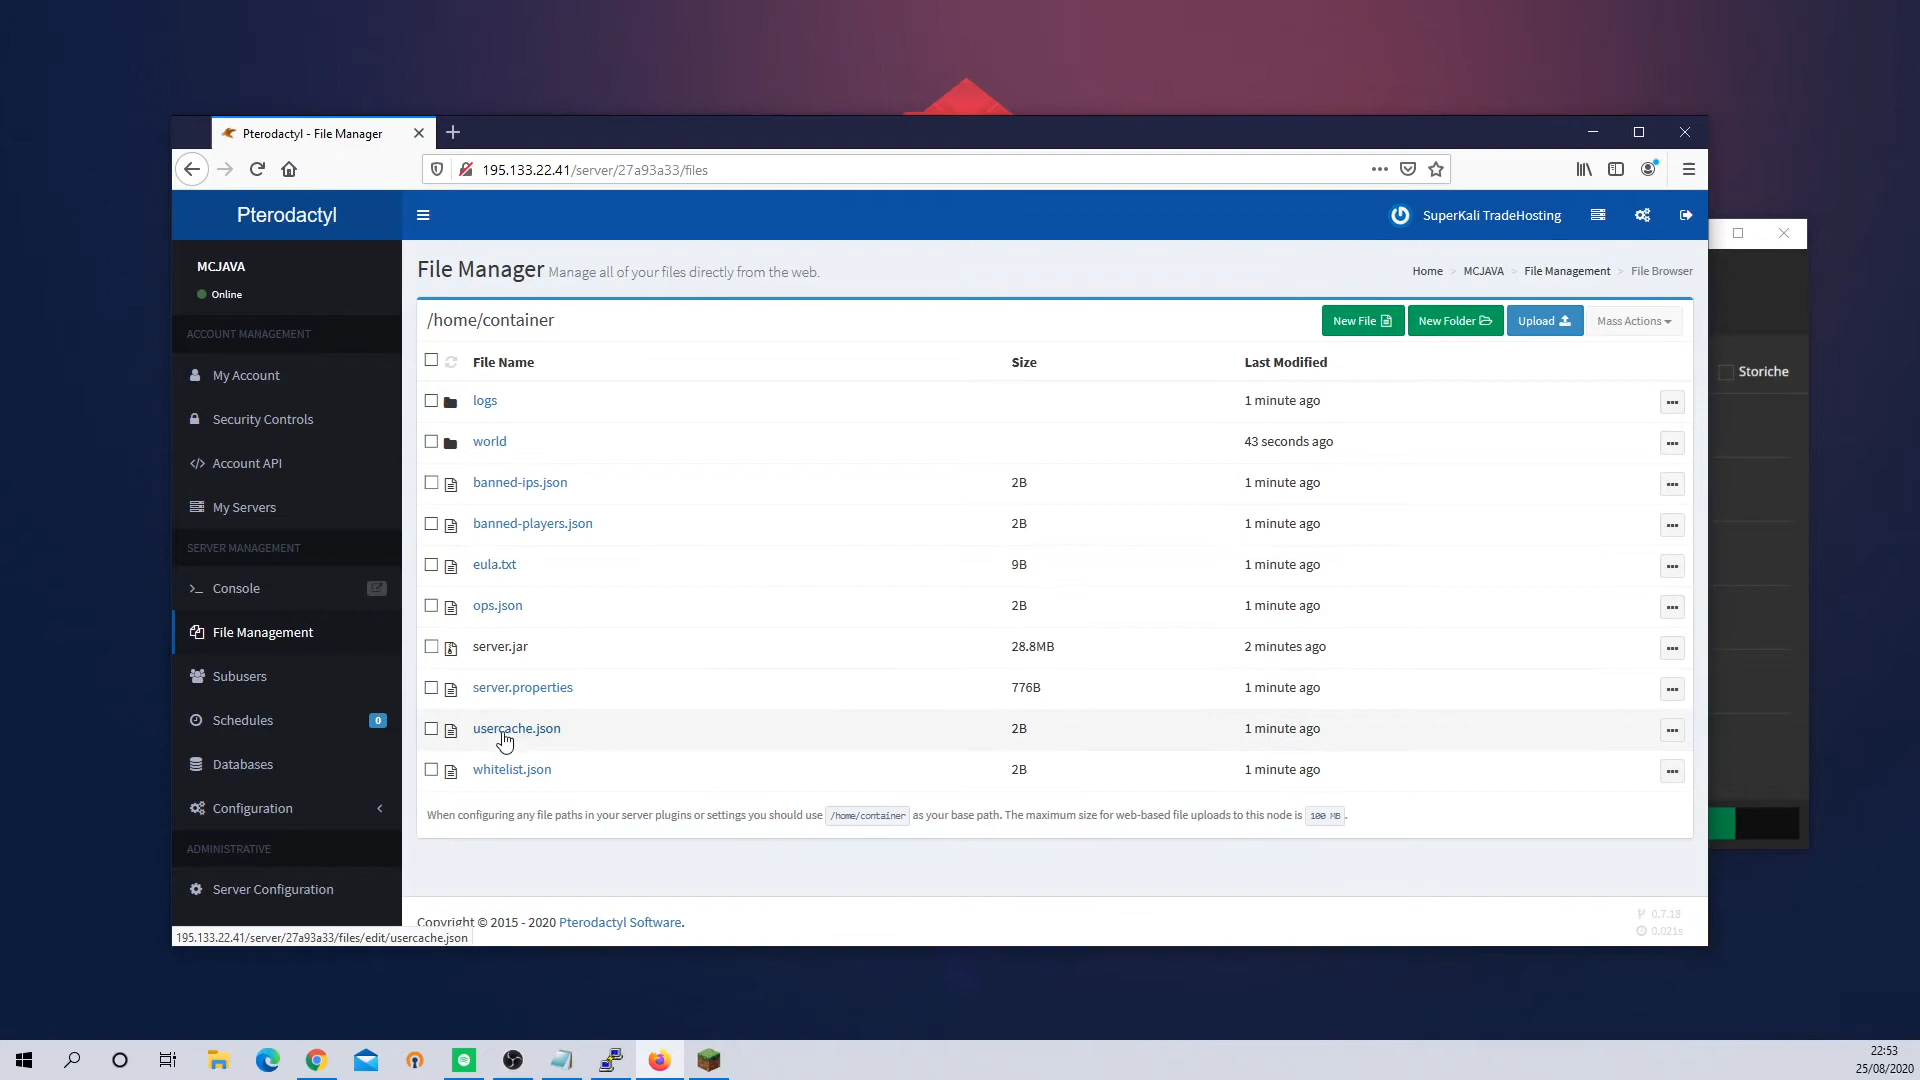 Pterodactyl - File Manager
195.133.22.41/server/27a93a33/files
Pterodactyl
SuperKali TradeHosting
MCJAVA
Online
ACCOUNT MANAGEMENT
My Account
Security Controls
Account API
My Servers
SERVER MANAGEMENT
Console
File Management
Subusers
Schedules 0
Databases
Configuration
ADMINISTRATIVE
Server Configuration
File Manager Manage all of your files directly from the web.
Home > MCJAVA > File Management > File Browser
/home/container
New File New Folder Upload Mass Actions
File Name Size Last Modified
logs 1 minute ago
world 43 seconds ago
banned-ips.json 2B 1 minute ago
banned-players.json 2B 1 minute ago
eula.txt 9B 1 minute ago
ops.json 2B 1 minute ago
server.jar 28.8MB 2 minutes ago
server.properties 776B 1 minute ago
usercache.json 2B 1 minute ago
whitelist.json 2B 1 minute ago
When configuring any file paths in your server plugins or settings you should use /home/container as your base path. The maximum size for web-based file uploads to this node is 100 MB.
Copyright © 2015 - 2020 Pterodactyl Software.
0.7.18
0.021s
195.133.22.41/server/27a93a33/files/edit/usercache.json
Storiche
22:53
25/08/2020